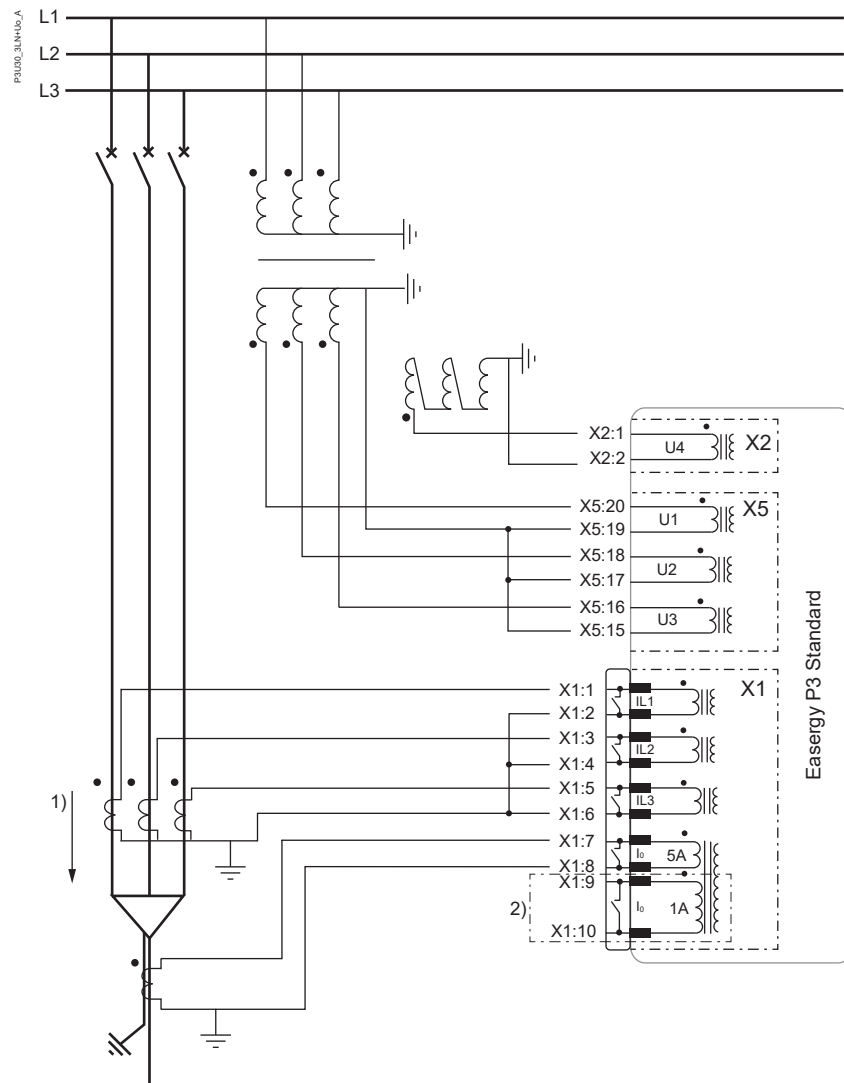 P3U30_3LN+U₀_A
L1
L2
L3
X2:1
X2:2
U4
X2
X5:20
X5:19
U1
X5
X5:18
X5:17
U2
X5:16
X5:15
U3
Easergy P3 Standard
X1:1
X1:2
IL1
X1
X1:3
X1:4
IL2
X1:5
X1:6
IL3
1)
X1:7
X1:8
I₀ 5A
X1:9
X1:10
I₀ 1A
2)